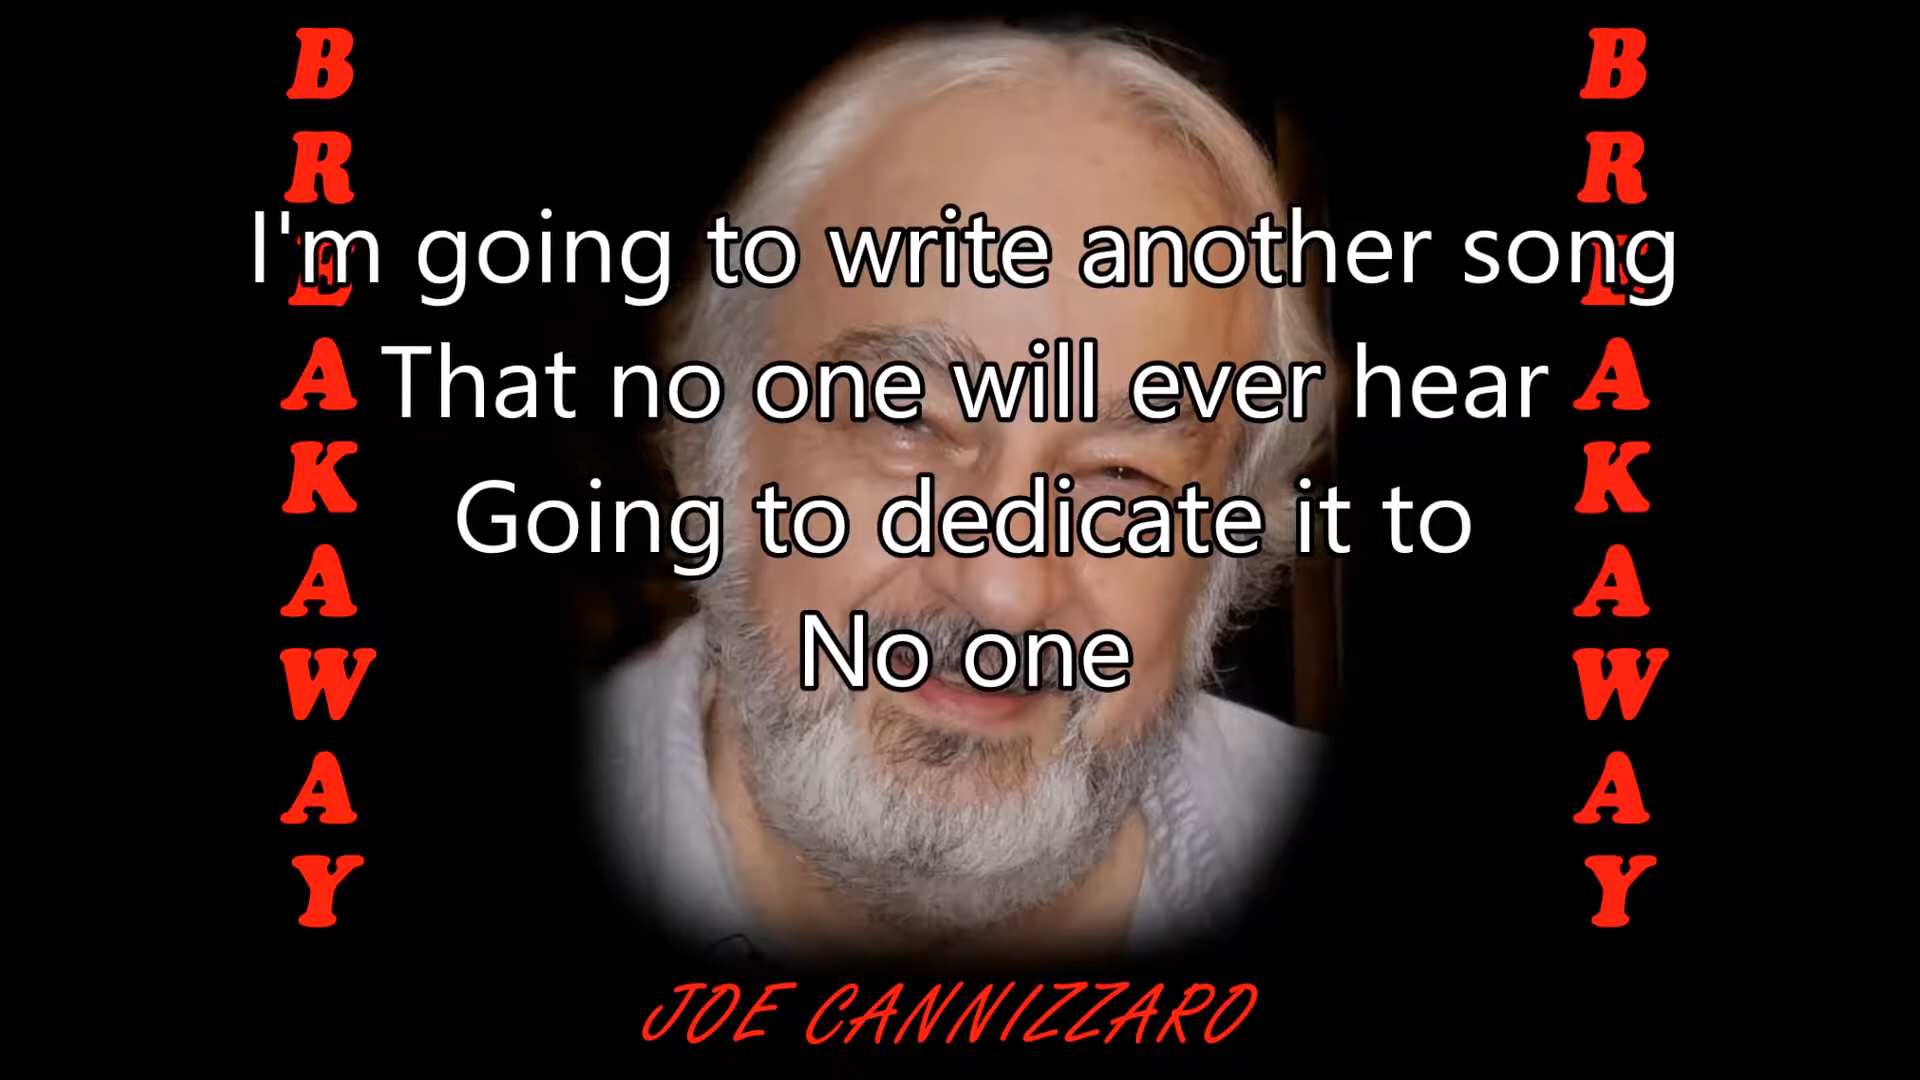 BREAKAWAY
I'm going to write another song
That no one will ever hear
Going to dedicate it to
No one
BREAKAWAY
JOE CANNIZZARO